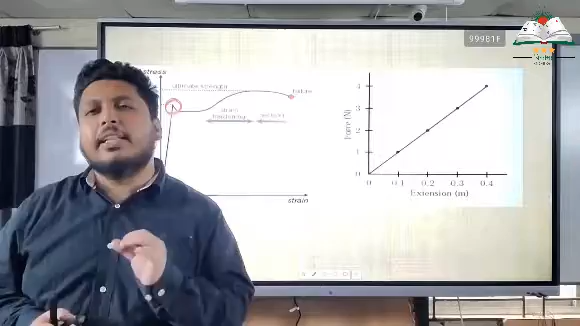 99981F
stress
ultimate strength
failure
strain
hardening
necking
strain
Force (N)
4
3
2
1
0
0 0.1 0.2 0.3 0.4
Extension (m)